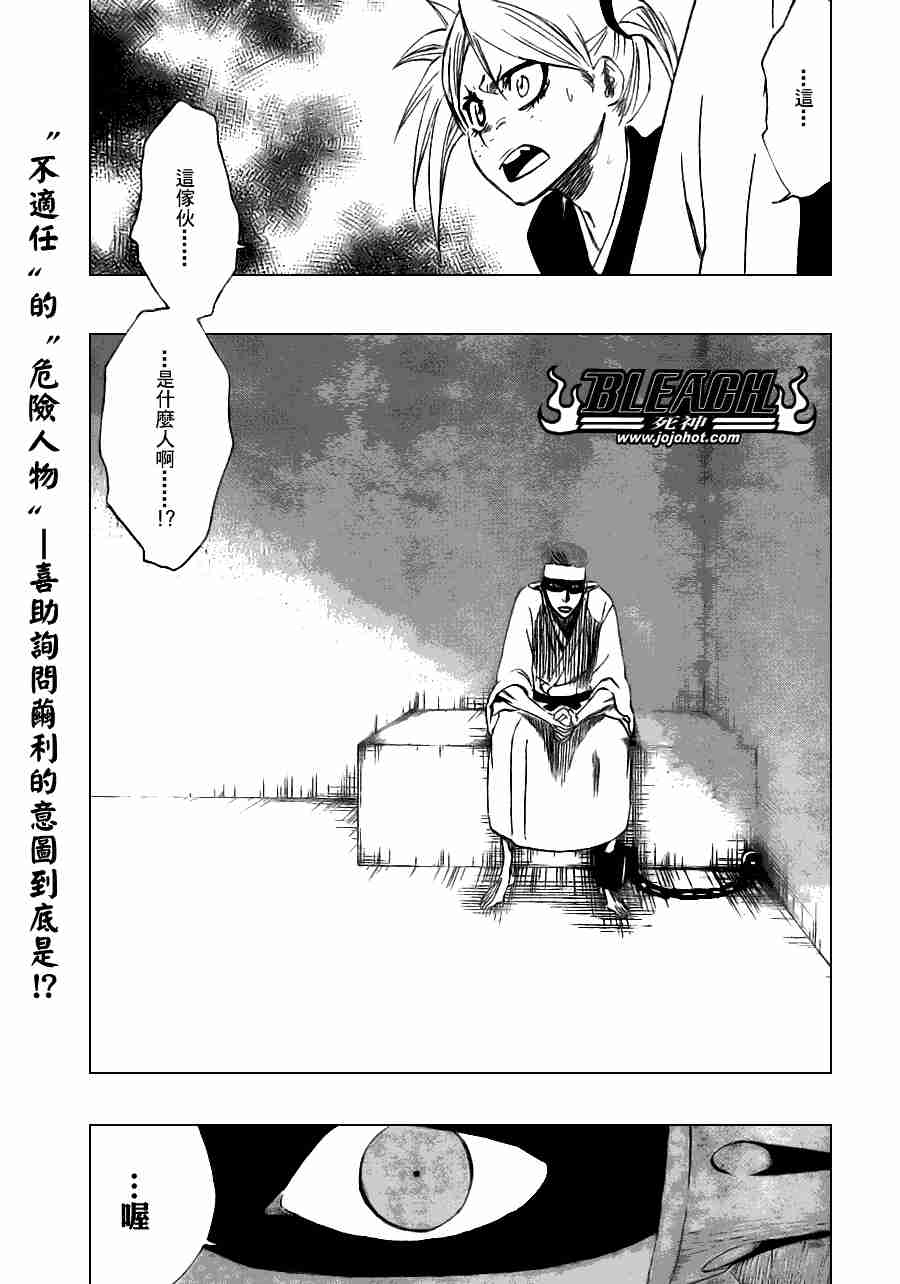 …這…
這傢伙……
…是什麼人啊……!?
BLEACH
死神
www.jojohot.com
…喔
"不適任"的"危險人物"—喜助詢問繭利的意圖到底是!?